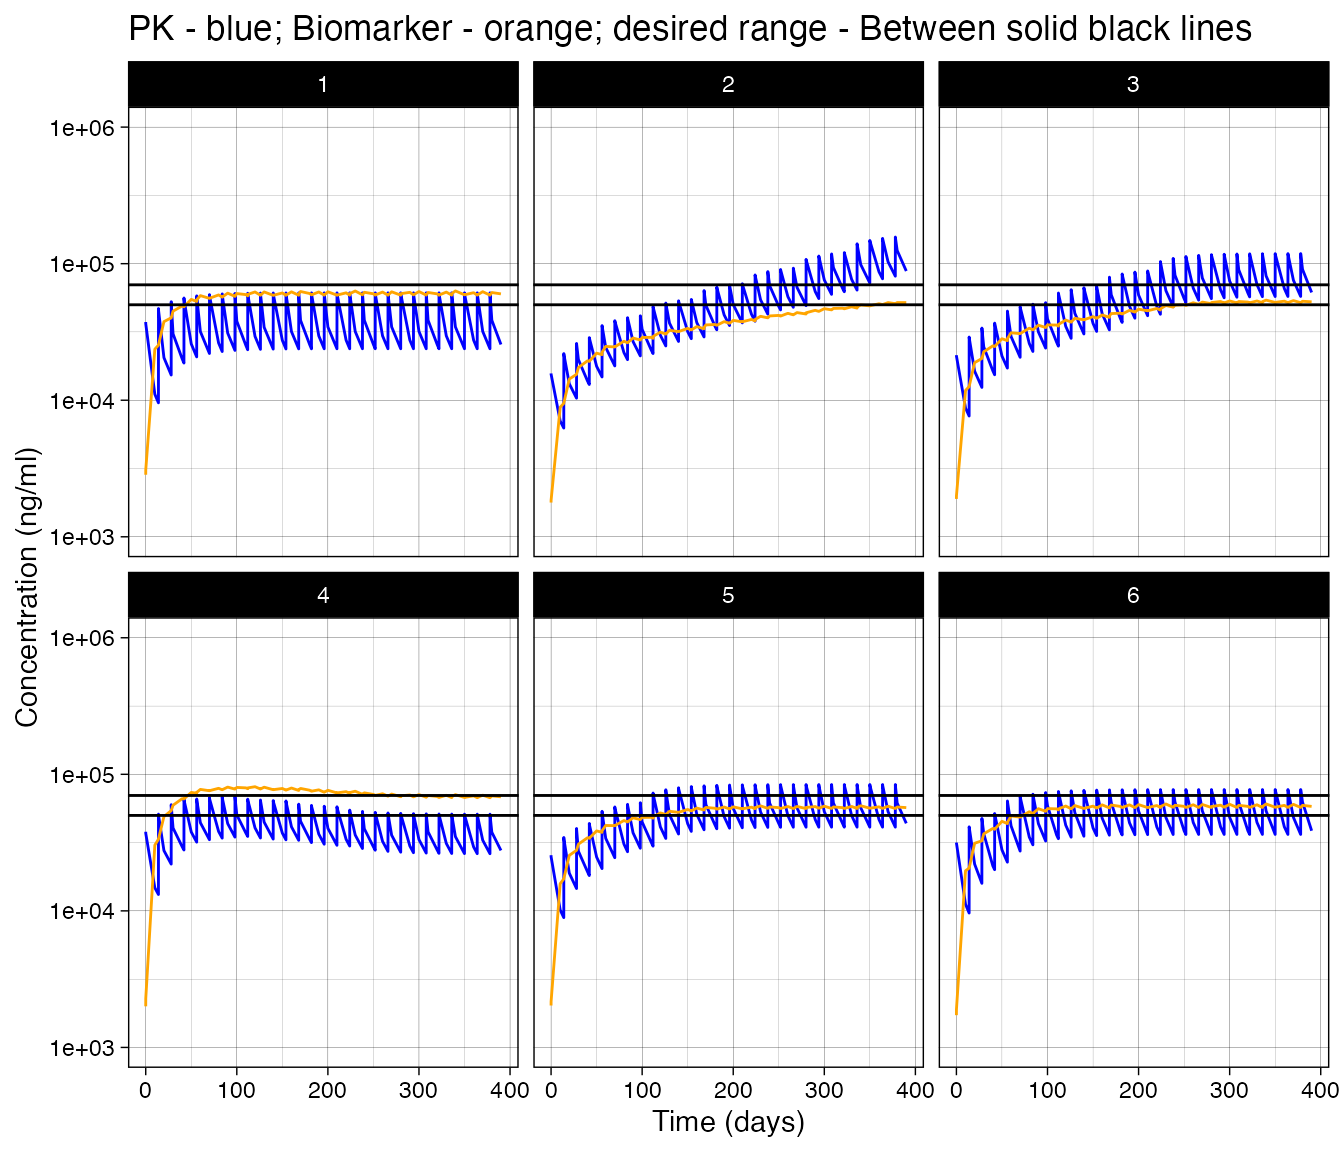 PK - blue; Biomarker - orange; desired range - Between solid black lines
1 2 3
1e+06
1e+05
1e+04
1e+03
4 5 6
1e+06
1e+05
1e+04
1e+03
0 100 200 300 400 0 100 200 300 400 0 100 200 300 400
Time (days)
Concentration (ng/ml)